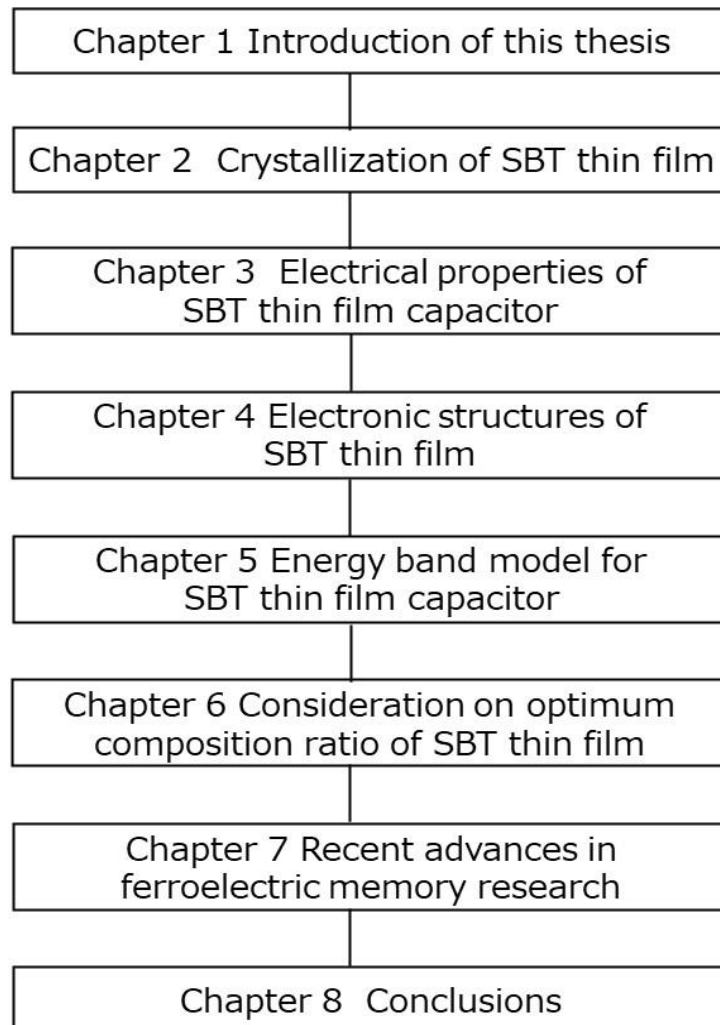 Chapter 1 Introduction of this thesis
Chapter 2 Crystallization of SBT thin film
Chapter 3 Electrical properties of
SBT thin film capacitor
Chapter 4 Electronic structures of
SBT thin film
Chapter 5 Energy band model for
SBT thin film capacitor
Chapter 6 Consideration on optimum
composition ratio of SBT thin film
Chapter 7 Recent advances in
ferroelectric memory research
Chapter 8 Conclusions